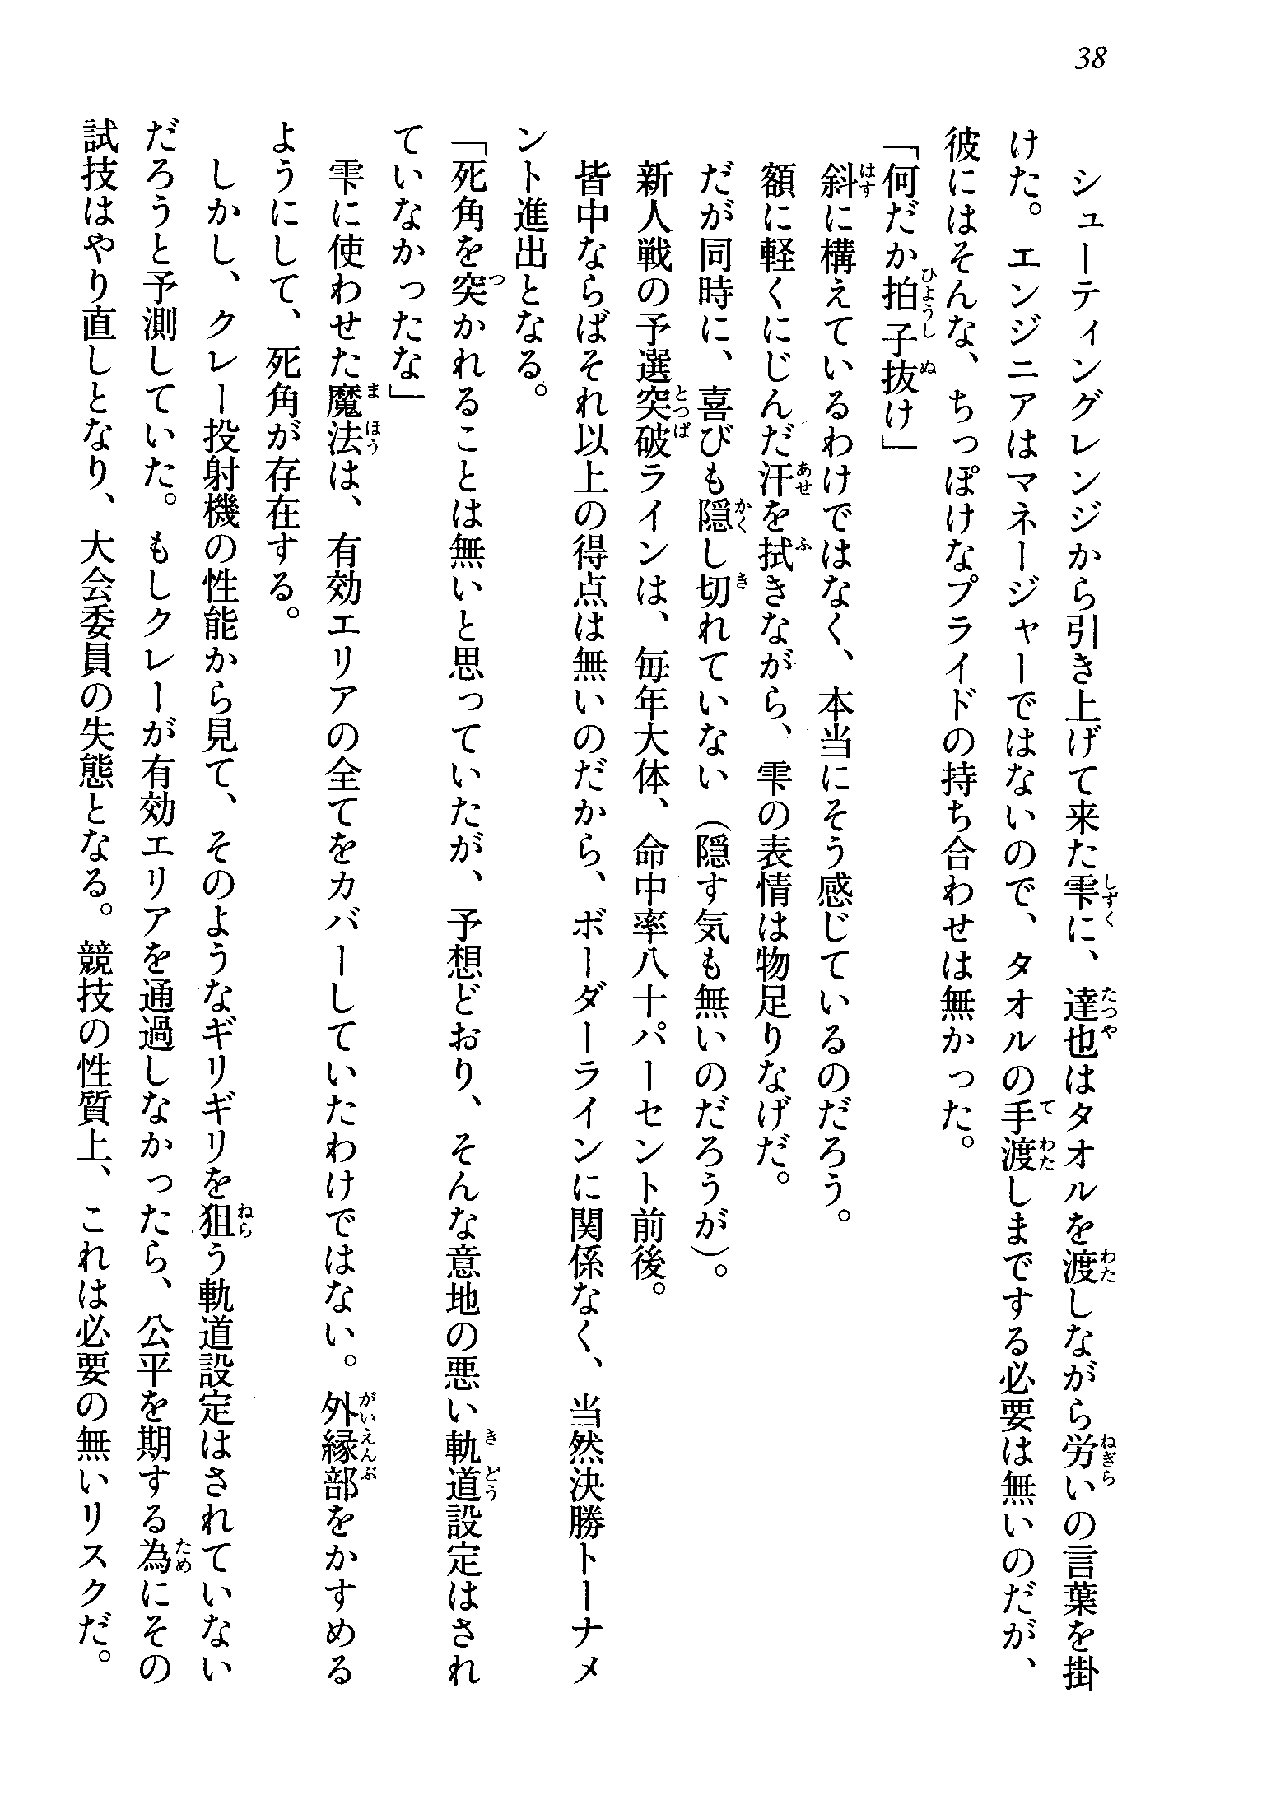 38
シューティングレンジから引き上げて来た雫に、達也はタオルを渡しながら労いの言葉を掛
けた。エンジニアはマネージャーではないので、タオルの手渡しまでする必要は無いのだが、
彼にはそんな、ちっぽけなプライドの持ち合わせは無かった。
「何だか拍子抜け」
斜に構えているわけではなく、本当にそう感じているのだろう。
額に軽くにじんだ汗を拭きながら、雫の表情は物足りなげだ。
だが同時に、喜びも隠し切れていない（隠す気も無いのだろうが）。
新人戦の予選突破ラインは、毎年大体、命中率八十パーセント前後。
皆中ならばそれ以上の得点は無いのだから、ボーダーラインに関係なく、当然決勝トーナメ
ント進出となる。
「死角を突かれることは無いと思っていたが、予想どおり、そんな意地の悪い軌道設定はされ
ていなかったな」
雫に使わせた魔法は、有効エリアの全てをカバーしていたわけではない。外縁部をかすめる
ようにして、死角が存在する。
しかし、クレー投射機の性能から見て、そのようなギリギリを狙う軌道設定はされていない
だろうと予測していた。もしクレーが有効エリアを通過しなかったら、公平を期する為にその
試技はやり直しとなり、大会委員の失態となる。競技の性質上、これは必要の無いリスクだ。